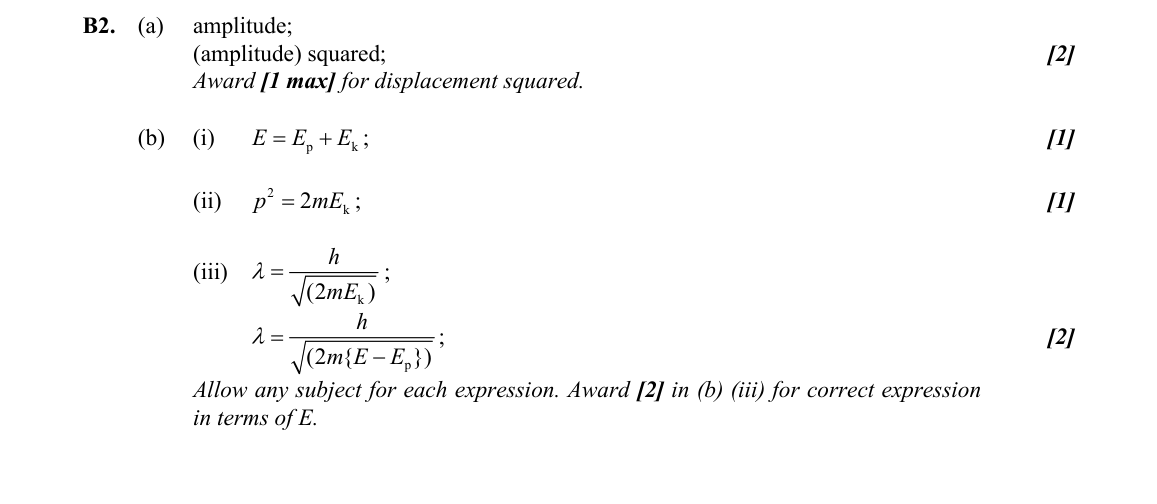 B2. (a) amplitude;
(amplitude) squared; [2]
Award [1 max] for displacement squared.
(b) (i) E = Eₚ + Eₖ ; [1]
(ii) p² = 2mEₖ ; [1]
(iii) λ = h / √(2mEₖ) ;
λ = h / √(2m{E − Eₚ}) ; [2]
Allow any subject for each expression. Award [2] in (b) (iii) for correct expression
in terms of E.